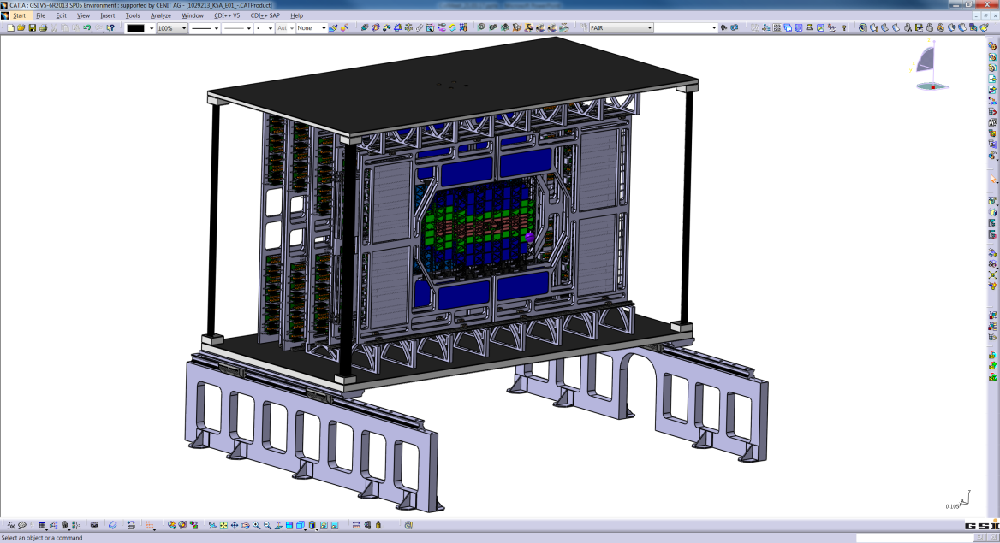 CATIA : GSI V5-6R2013 SP05 Environment : supported by CENIT AG - [1029213_K5A_E01_-.CATProduct]
Start File Edit View Insert Tools Analyze Window CDI++ V5 CDI± SAP Help
100% Aut None FAIR
z
0.105
GSI
Select an object or a command